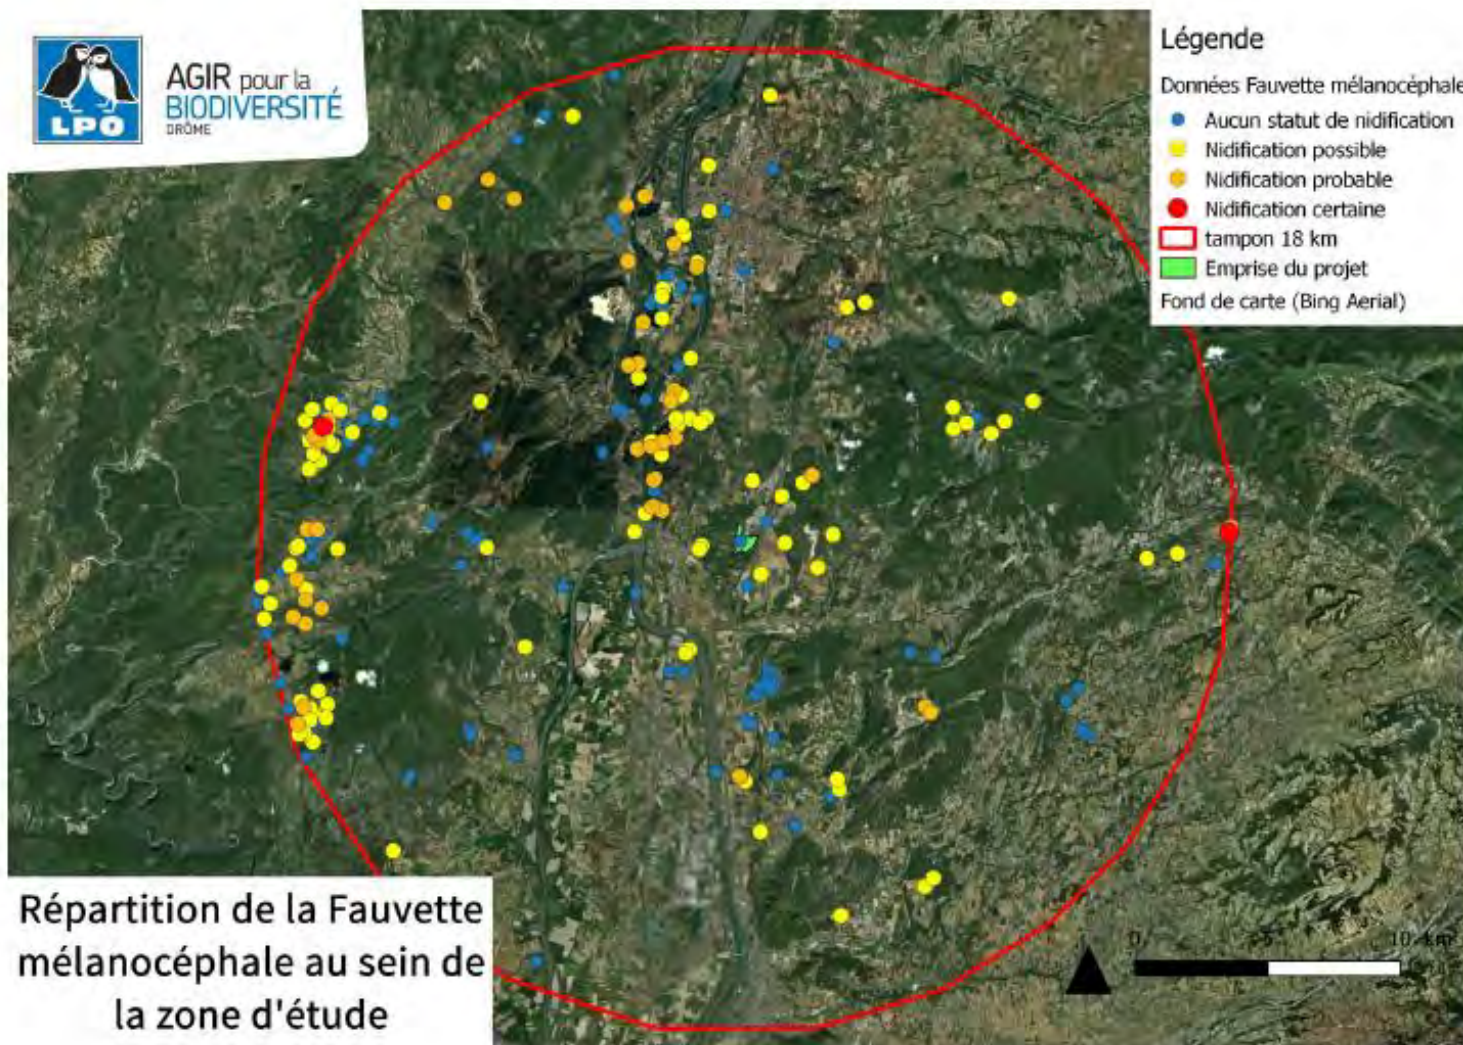 LPO
AGIR pour la
BIODIVERSITÉ
DRÔME
Légende
Données Fauvette mélanocéphale
Aucun statut de nidification
Nidification possible
Nidification probable
Nidification certaine
tampon 18 km
Emprise du projet
Fond de carte (Bing Aerial)
Répartition de la Fauvette
mélanocéphale au sein de
la zone d'étude
0 5 10 km